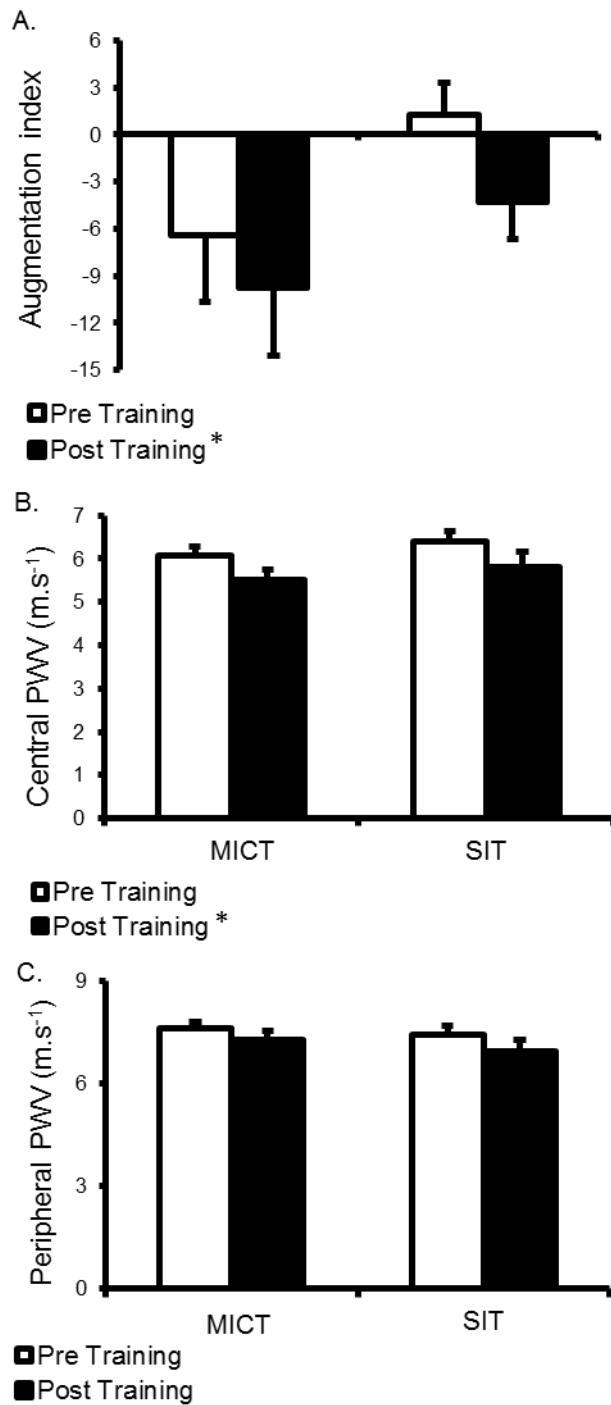 A.
Augmentation index
6
3
0
-3
-6
-9
-12
-15
Pre Training
Post Training *
B.
Central PWV (m.s⁻¹)
7
6
5
4
3
2
1
0
MICT SIT
Pre Training
Post Training *
C.
Peripheral PWV (m.s⁻¹)
9
6
3
0
MICT SIT
Pre Training
Post Training